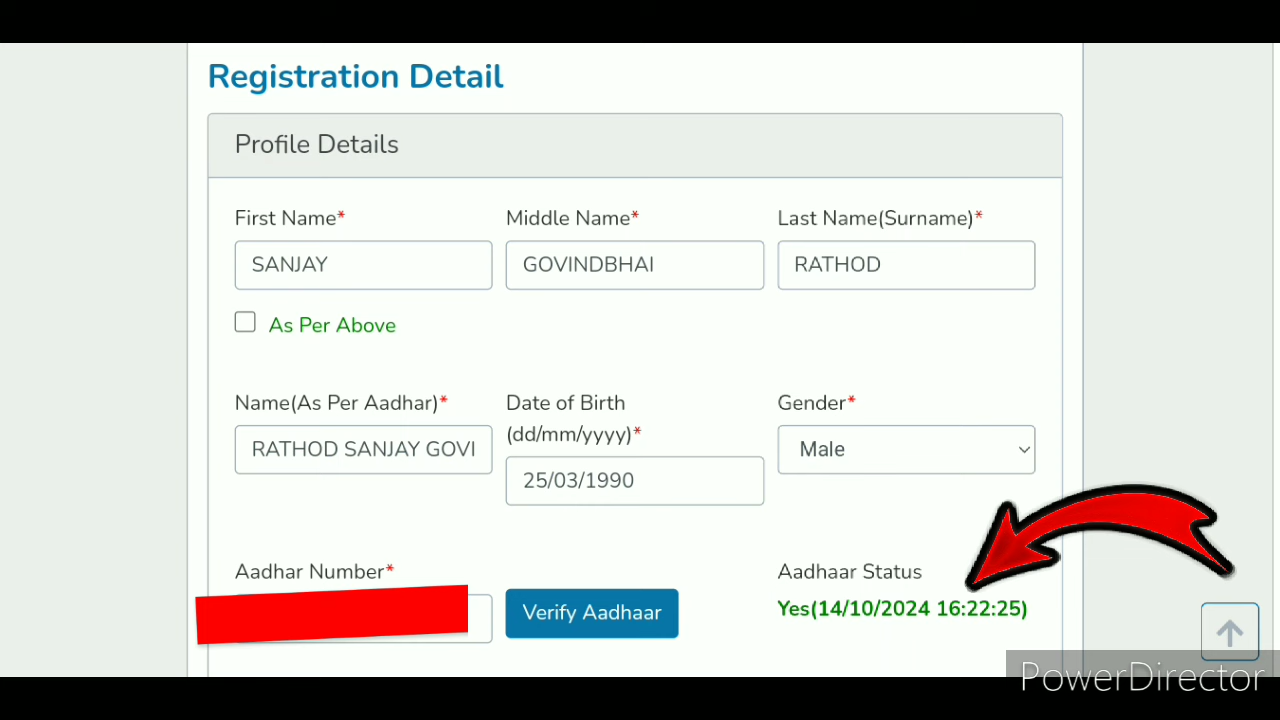 Registration Detail
Profile Details
First Name* Middle Name* Last Name(Surname)*
SANJAY GOVINDBHAI RATHOD
As Per Above
Name(As Per Aadhar)* Date of Birth (dd/mm/yyyy)* Gender*
RATHOD SANJAY GOVI 25/03/1990 Male
Aadhar Number* Aadhaar Status
Verify Aadhaar Yes(14/10/2024 16:22:25)
PowerDirector